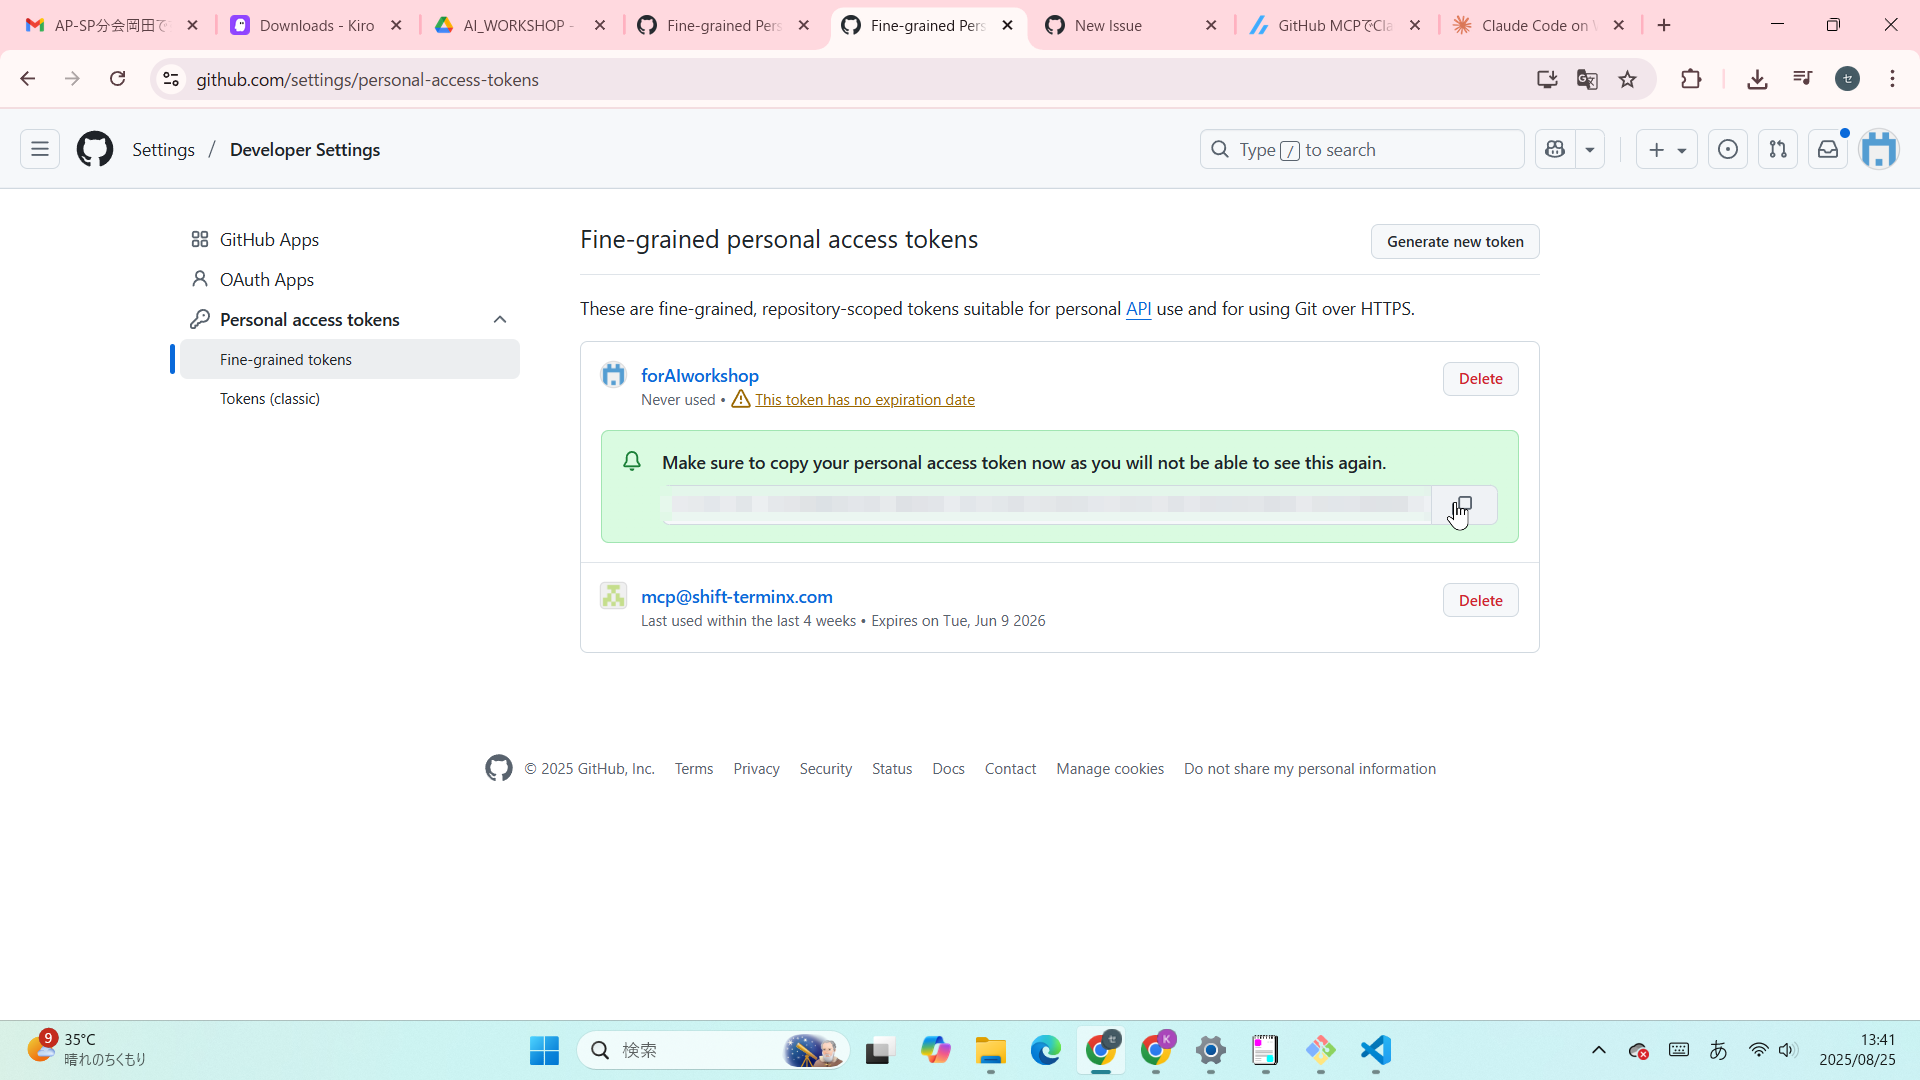 AP-SP分会岡田で
Downloads - Kiro
AI_WORKSHOP -
Fine-grained Pers
Fine-grained Pers
New Issue
GitHub MCPでCla
Claude Code on
github.com/settings/personal-access-tokens
セ
Settings / Developer Settings
Type / to search
GitHub Apps
OAuth Apps
Personal access tokens
Fine-grained tokens
Tokens (classic)
Fine-grained personal access tokens
Generate new token
These are fine-grained, repository-scoped tokens suitable for personal API use and for using Git over HTTPS.
forAIworkshop
Delete
Never used • This token has no expiration date
Make sure to copy your personal access token now as you will not be able to see this again.
mcp@shift-terminx.com
Delete
Last used within the last 4 weeks • Expires on Tue, Jun 9 2026
© 2025 GitHub, Inc. Terms Privacy Security Status Docs Contact Manage cookies Do not share my personal information
9
35°C
晴れのちくもり
検索
セ
K
あ
13:41
2025/08/25